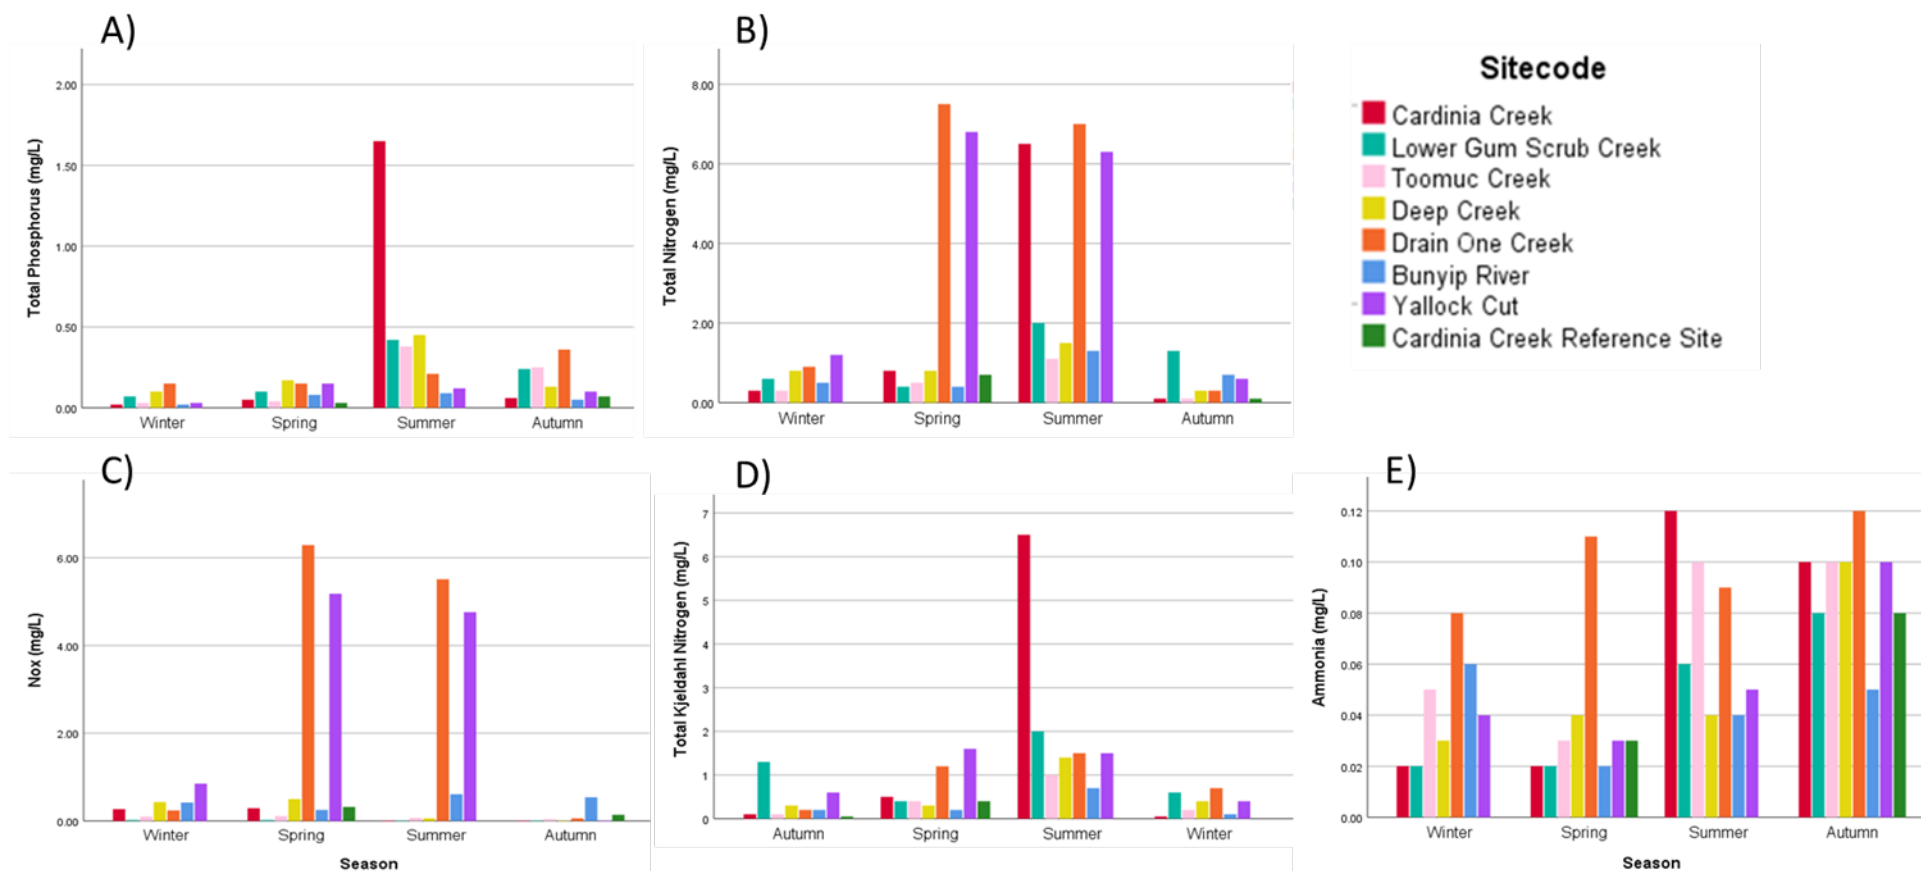 A)
Total Phosphorus (mg/L)
2.00
1.50
1.00
0.50
0.00
Winter Spring Summer Autumn
B)
Total Nitrogen (mg/L)
8.00
6.00
4.00
2.00
0.00
Winter Spring Summer Autumn
Sitecode
Cardinia Creek
Lower Gum Scrub Creek
Toomuc Creek
Deep Creek
Drain One Creek
Bunyip River
Yallock Cut
Cardinia Creek Reference Site
C)
Nox (mg/L)
6.00
4.00
2.00
0.00
Winter Spring Summer Autumn
Season
D)
Total Kjeldahl Nitrogen (mg/L)
7
6
5
4
3
2
1
0
Autumn Spring Summer Winter
E)
Ammonia (mg/L)
0.12
0.10
0.08
0.06
0.04
0.02
0.00
Winter Spring Summer Autumn
Season